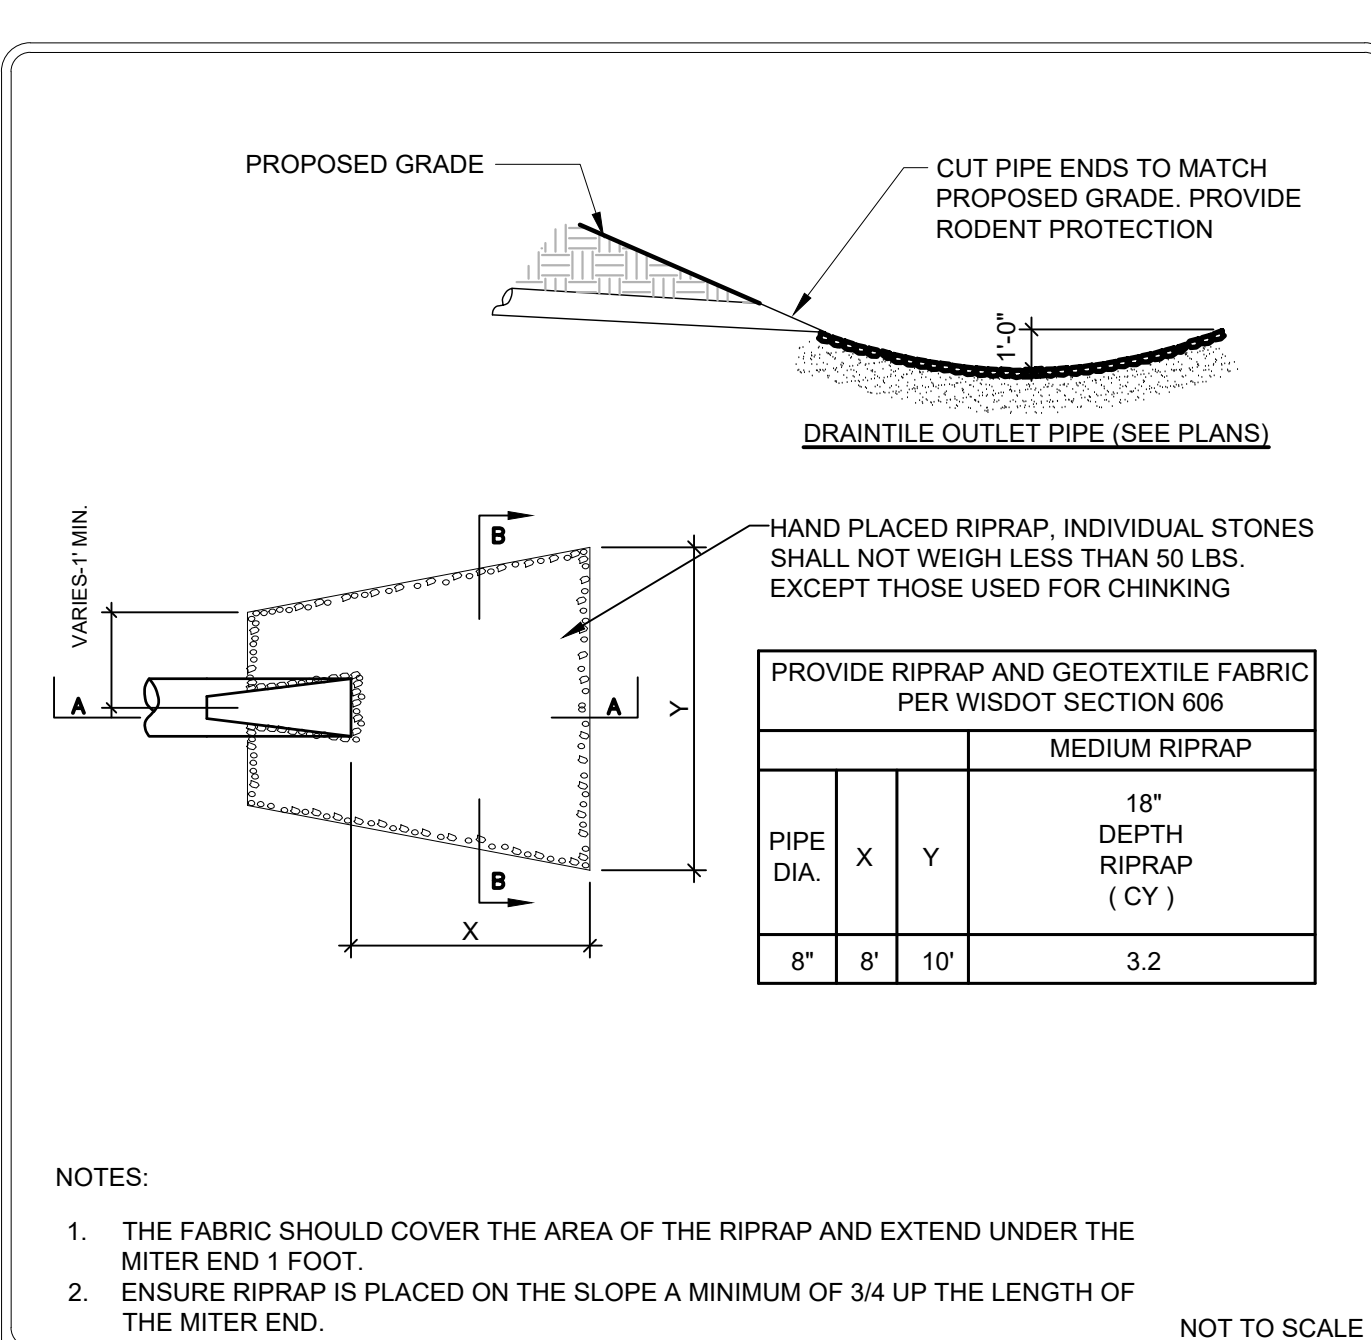 PROPOSED GRADE
CUT PIPE ENDS TO MATCH
PROPOSED GRADE. PROVIDE
RODENT PROTECTION
1'-0"
DRAINTILE OUTLET PIPE (SEE PLANS)
VARIES-1' MIN.
B
HAND PLACED RIPRAP, INDIVIDUAL STONES
SHALL NOT WEIGH LESS THAN 50 LBS.
EXCEPT THOSE USED FOR CHINKING
A
A
Y
B
X
PROVIDE RIPRAP AND GEOTEXTILE FABRIC
PER WISDOT SECTION 606
MEDIUM RIPRAP
PIPE
DIA.
X
Y
18"
DEPTH
RIPRAP
( CY )
8" 8' 10' 3.2
NOTES:
1. THE FABRIC SHOULD COVER THE AREA OF THE RIPRAP AND EXTEND UNDER THE
MITER END 1 FOOT.
2. ENSURE RIPRAP IS PLACED ON THE SLOPE A MINIMUM OF 3/4 UP THE LENGTH OF
THE MITER END.
NOT TO SCALE